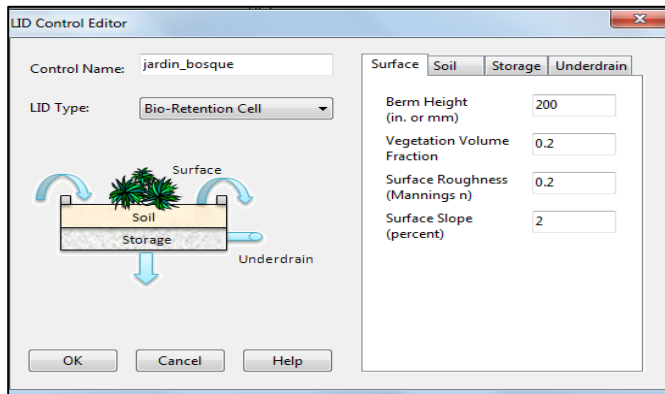 LID Control Editor
Control Name: jardin_bosque
LID Type: Bio-Retention Cell
Surface
Soil
Storage
Underdrain
OK Cancel Help
Surface Soil Storage Underdrain
Berm Height
(in. or mm)
200
Vegetation Volume
Fraction
0.2
Surface Roughness
(Mannings n)
0.2
Surface Slope
(percent)
2